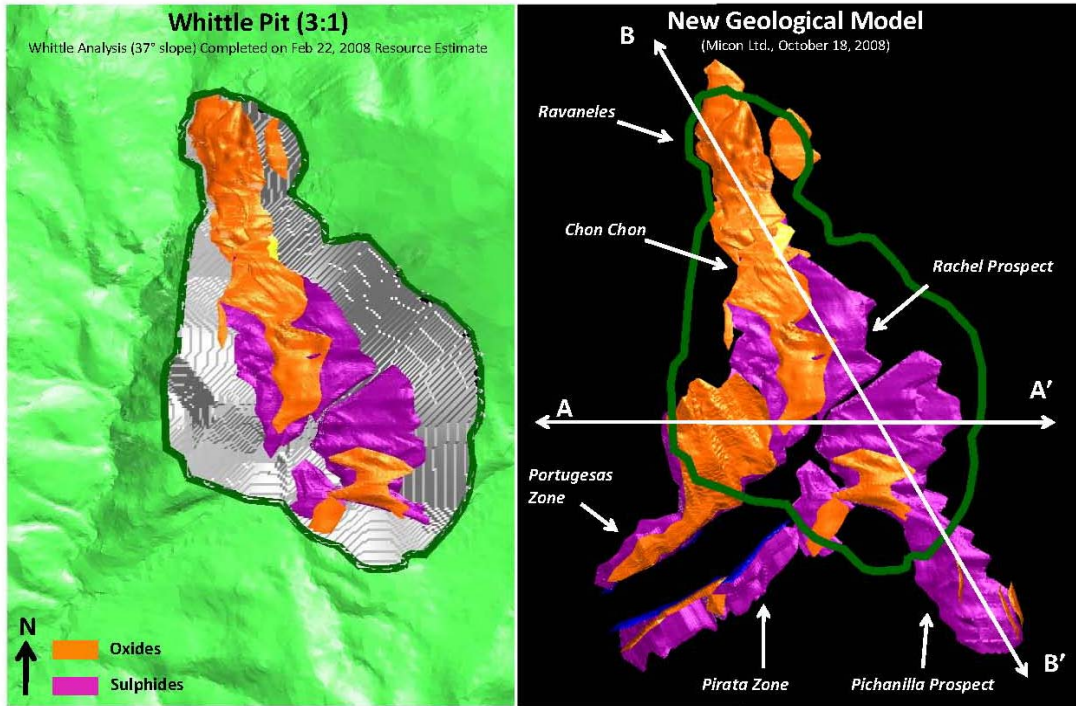 Whittle Pit (3:1)
Whittle Analysis (37° slope) Completed on Feb 22, 2008 Resource Estimate
N
Oxides
Sulphides
New Geological Model
(Micon Ltd., October 18, 2008)
B
Ravaneles
Chon Chon
Rachel Prospect
A
A'
Portugesas
Zone
Pirata Zone
Pichanilla Prospect
B'